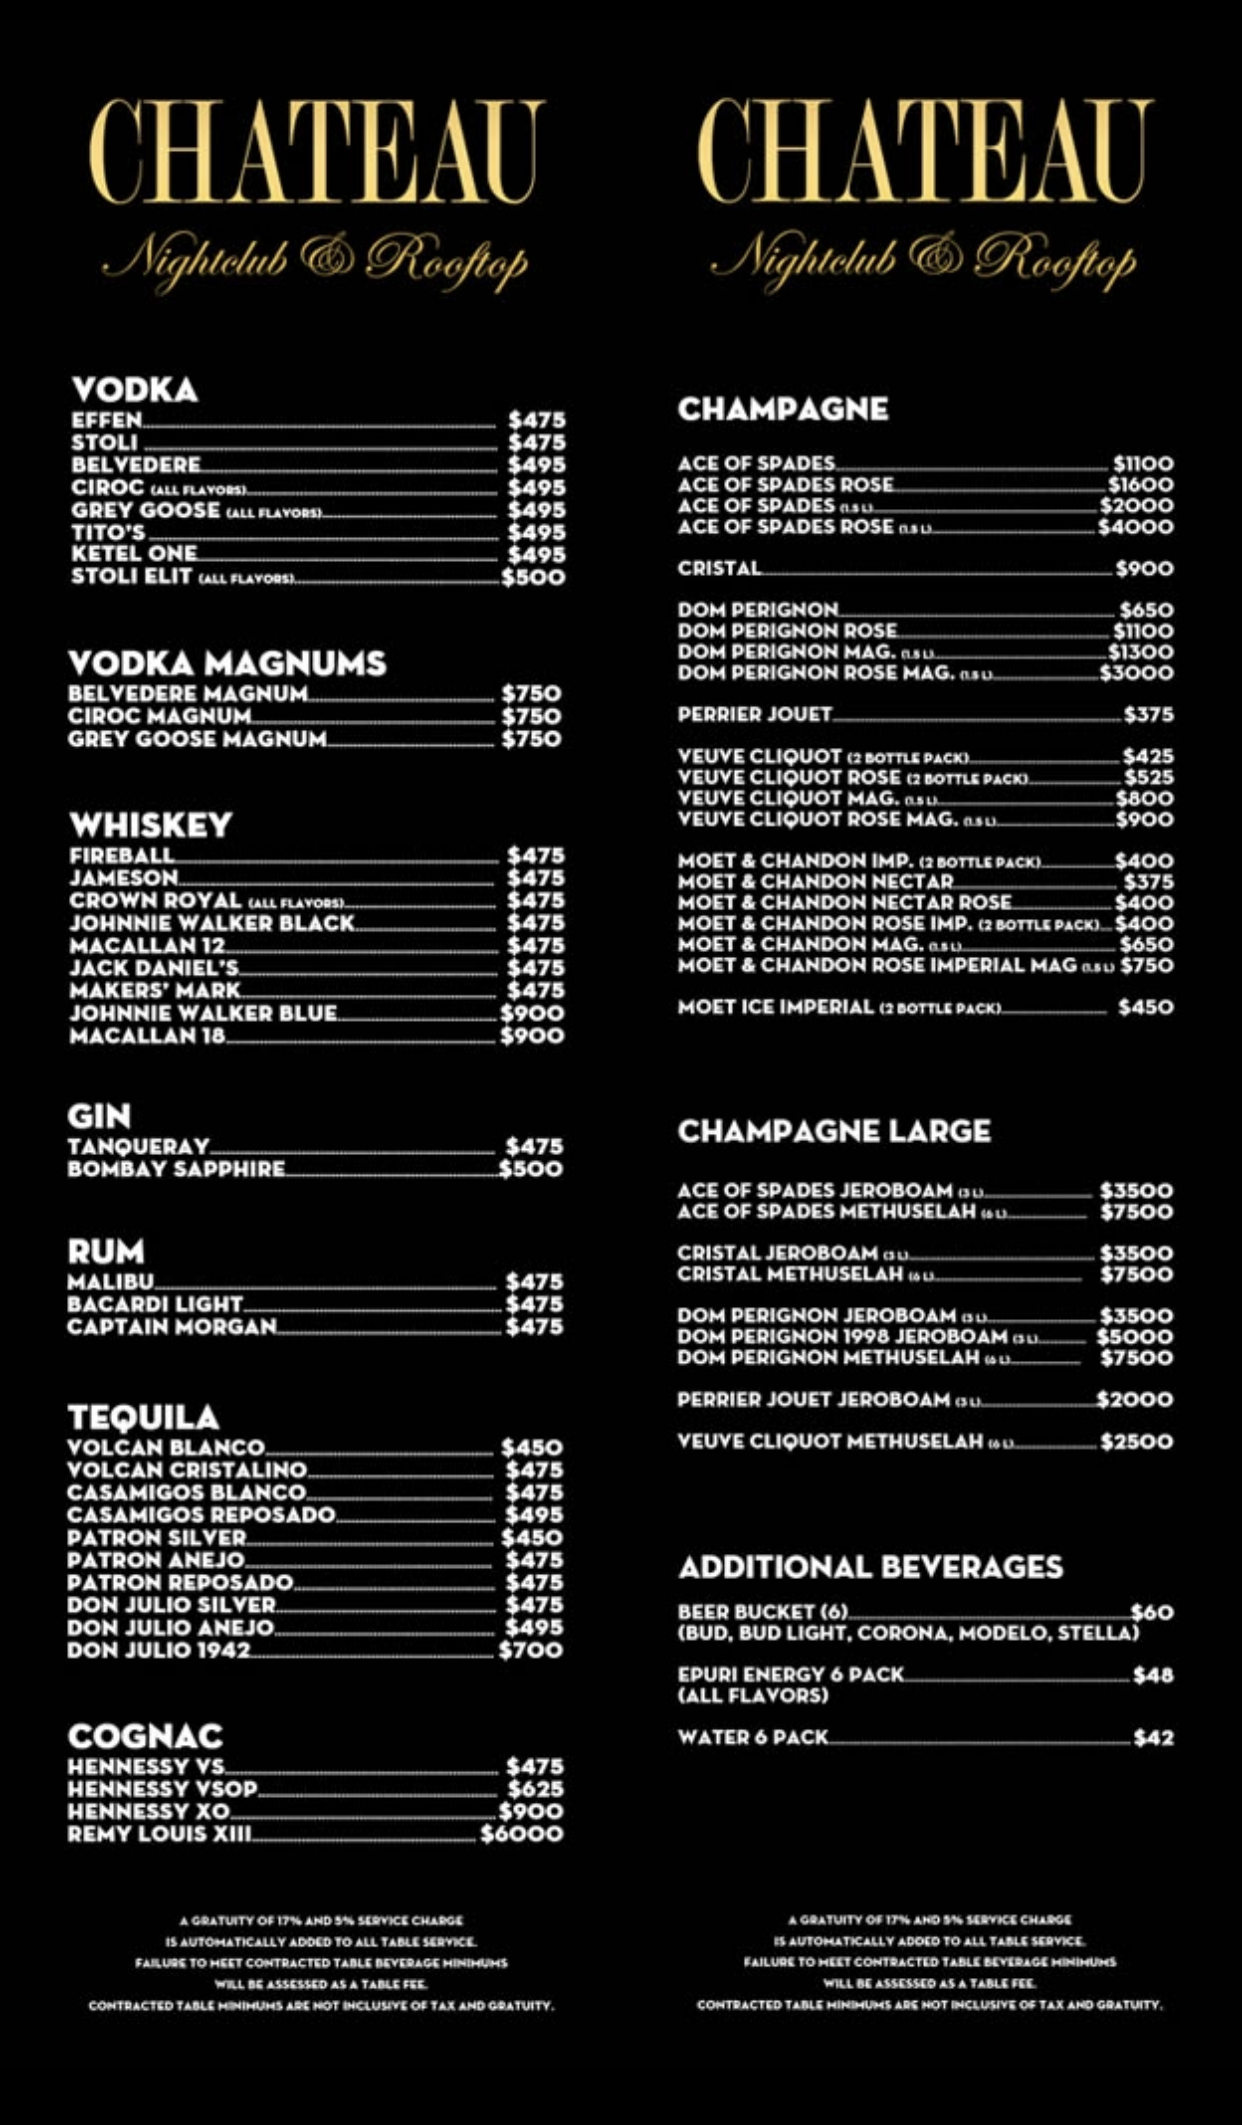 CHATEAU
Nightclub & Rooftop
VODKA
EFFEN $475
STOLI $475
BELVEDERE $495
CIROC (ALL FLAVORS) $495
GREY GOOSE (ALL FLAVORS) $495
TITO'S $495
KETEL ONE $495
STOLI ELIT (ALL FLAVORS) $500
VODKA MAGNUMS
BELVEDERE MAGNUM $750
CIROC MAGNUM $750
GREY GOOSE MAGNUM $750
WHISKEY
FIREBALL $475
JAMESON $475
CROWN ROYAL (ALL FLAVORS) $475
JOHNNIE WALKER BLACK $475
MACALLAN 12 $475
JACK DANIEL'S $475
MAKERS' MARK $475
JOHNNIE WALKER BLUE $900
MACALLAN 18 $900
GIN
TANQUERAY $475
BOMBAY SAPPHIRE $500
RUM
MALIBU $475
BACARDI LIGHT $475
CAPTAIN MORGAN $475
TEQUILA
VOLCAN BLANCO $450
VOLCAN CRISTALINO $475
CASAMIGOS BLANCO $475
CASAMIGOS REPOSADO $495
PATRON SILVER $450
PATRON ANEJO $475
PATRON REPOSADO $475
DON JULIO SILVER $475
DON JULIO ANEJO $495
DON JULIO 1942 $700
COGNAC
HENNESSY VS $475
HENNESSY VSOP $625
HENNESSY XO $900
REMY LOUIS XIII $6000
A GRATUITY OF 17% AND 5% SERVICE CHARGE
IS AUTOMATICALLY ADDED TO ALL TABLE SERVICE.
FAILURE TO MEET CONTRACTED TABLE BEVERAGE MINIMUMS
WILL BE ASSESSED AS A TABLE FEE.
CONTRACTED TABLE MINIMUMS ARE NOT INCLUSIVE OF TAX AND GRATUITY.
CHATEAU
Nightclub & Rooftop
CHAMPAGNE
ACE OF SPADES $1100
ACE OF SPADES ROSE $1600
ACE OF SPADES (1.5 L) $2000
ACE OF SPADES ROSE (1.5 L) $4000
CRISTAL $900
DOM PERIGNON $650
DOM PERIGNON ROSE $1100
DOM PERIGNON MAG. (1.5 L) $1300
DOM PERIGNON ROSE MAG. (1.5 L) $3000
PERRIER JOUET $375
VEUVE CLIQUOT (2 BOTTLE PACK) $425
VEUVE CLIQUOT ROSE (2 BOTTLE PACK) $525
VEUVE CLIQUOT MAG. (1.5 L) $800
VEUVE CLIQUOT ROSE MAG. (1.5 L) $900
MOET & CHANDON IMP. (2 BOTTLE PACK) $400
MOET & CHANDON NECTAR $375
MOET & CHANDON NECTAR ROSE $400
MOET & CHANDON ROSE IMP. (2 BOTTLE PACK) $400
MOET & CHANDON MAG. (1.5 L) $650
MOET & CHANDON ROSE IMPERIAL MAG (1.5 L) $750
MOET ICE IMPERIAL (2 BOTTLE PACK) $450
CHAMPAGNE LARGE
ACE OF SPADES JEROBOAM (3 L) $3500
ACE OF SPADES METHUSELAH (6 L) $7500
CRISTAL JEROBOAM (3 L) $3500
CRISTAL METHUSELAH (6 L) $7500
DOM PERIGNON JEROBOAM (3 L) $3500
DOM PERIGNON 1998 JEROBOAM (3 L) $5000
DOM PERIGNON METHUSELAH (6 L) $7500
PERRIER JOUET JEROBOAM (3 L) $2000
VEUVE CLIQUOT METHUSELAH (6 L) $2500
ADDITIONAL BEVERAGES
BEER BUCKET (6) $60
(BUD, BUD LIGHT, CORONA, MODELO, STELLA)
EPURI ENERGY 6 PACK $48
(ALL FLAVORS)
WATER 6 PACK $42
A GRATUITY OF 17% AND 5% SERVICE CHARGE
IS AUTOMATICALLY ADDED TO ALL TABLE SERVICE.
FAILURE TO MEET CONTRACTED TABLE BEVERAGE MINIMUMS
WILL BE ASSESSED AS A TABLE FEE.
CONTRACTED TABLE MINIMUMS ARE NOT INCLUSIVE OF TAX AND GRATUITY.